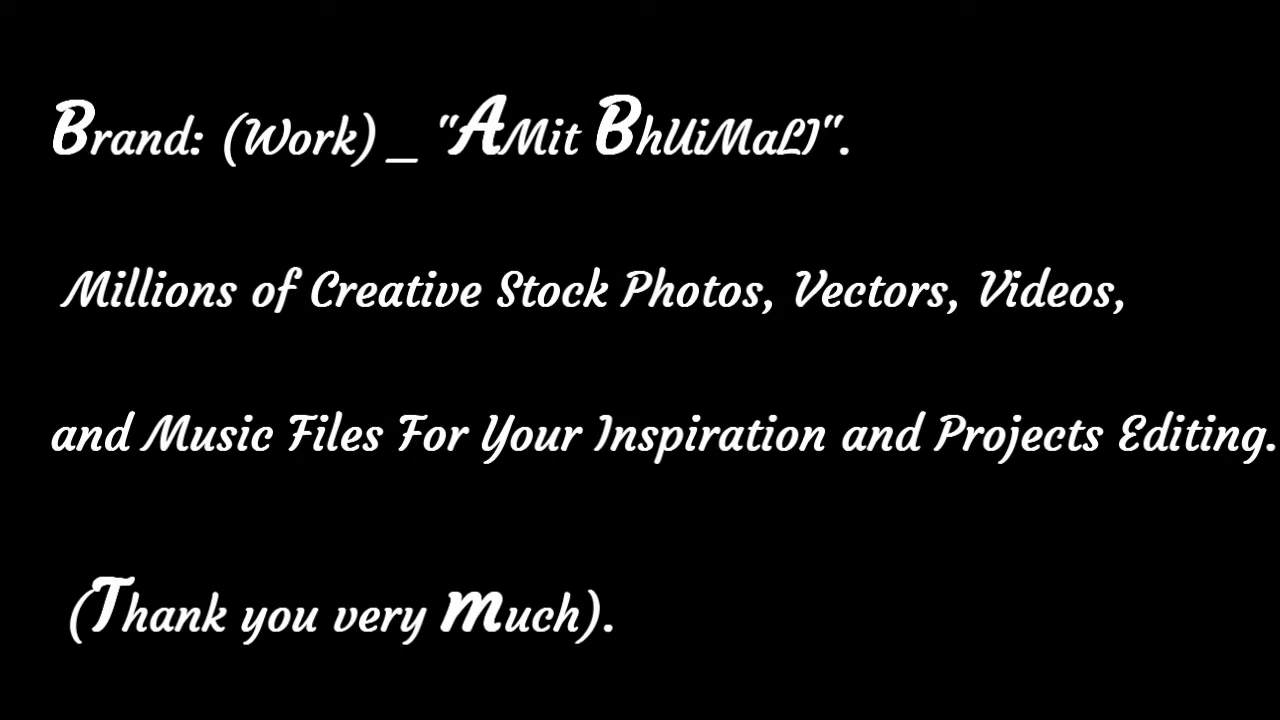 Brand: (Work) _ "AMit BhUiMaLI".
Millions of Creative Stock Photos, Vectors, Videos,
and Music Files For Your Inspiration and Projects Editing.
(Thank you very much).